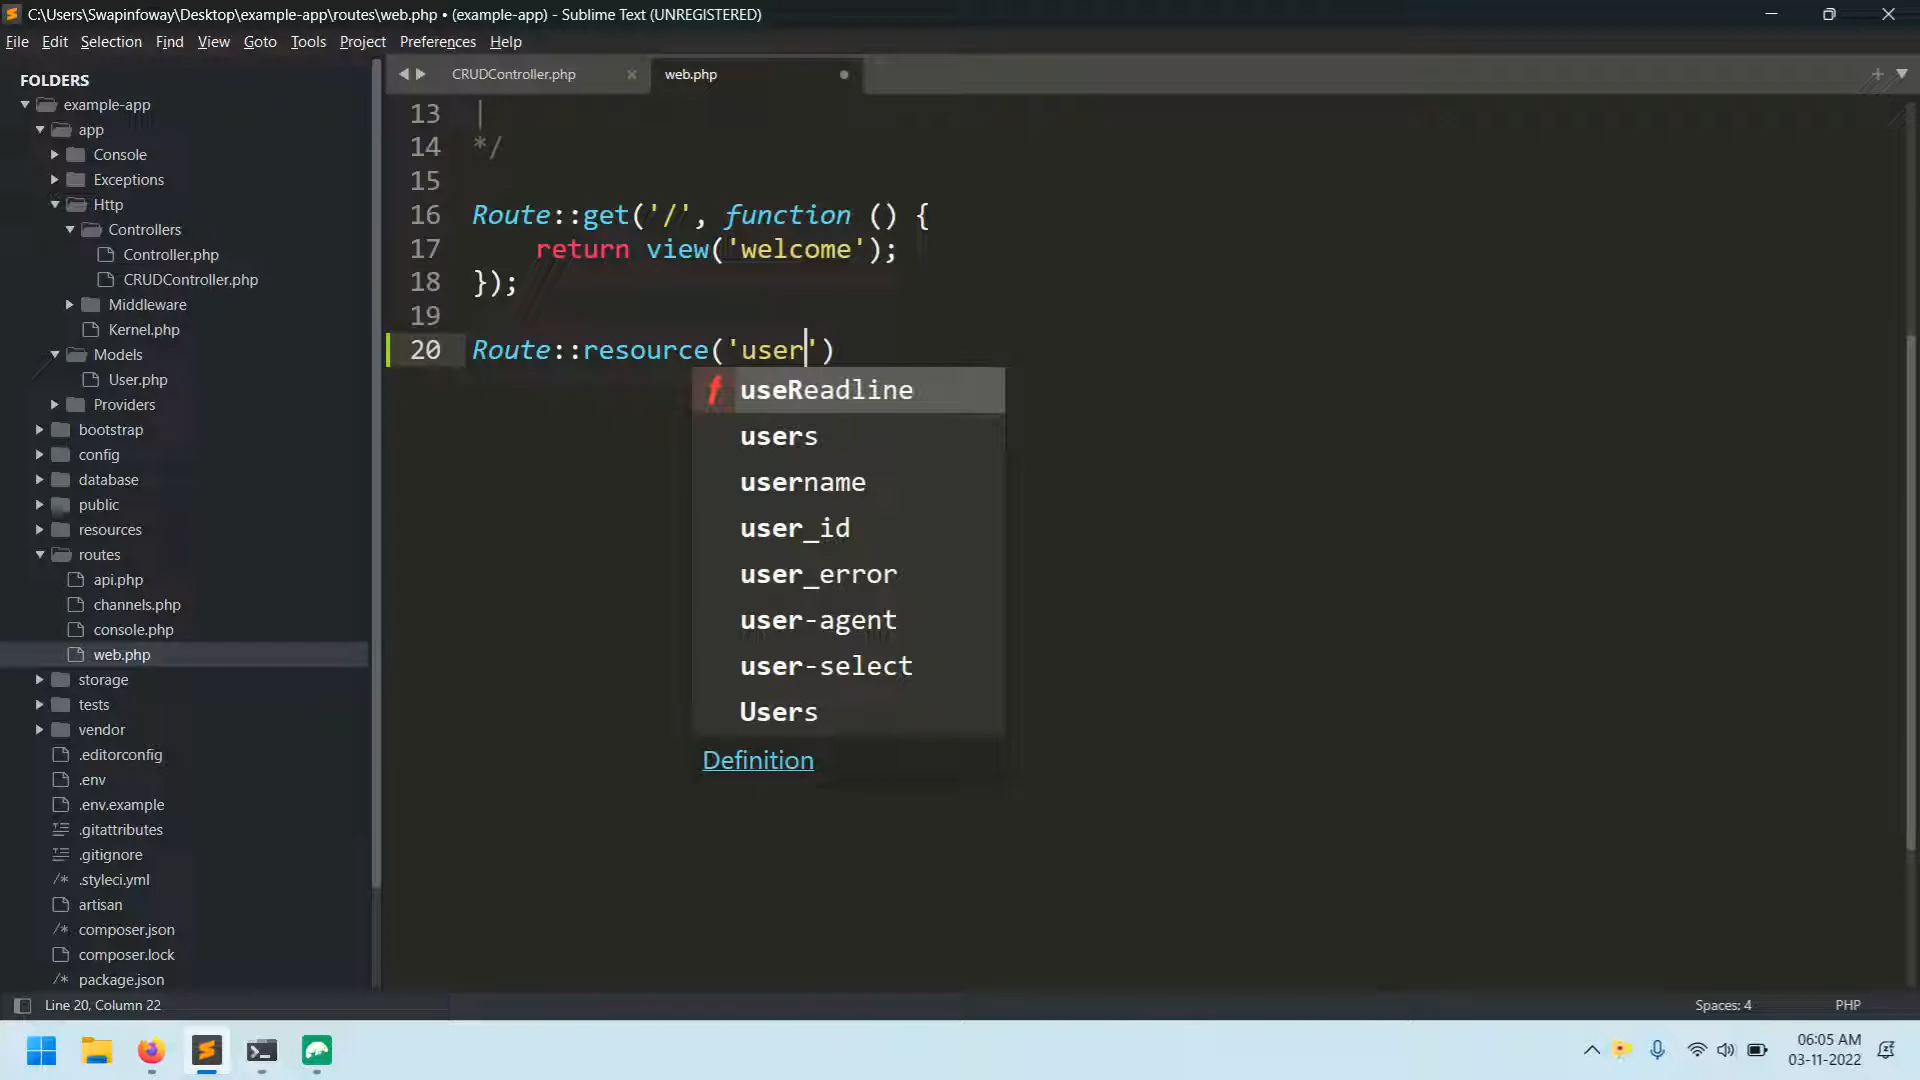 C:\Users\Swapinfoway\Desktop\example-app\routes\web.php • (example-app) - Sublime Text (UNREGISTERED)
File Edit Selection Find View Goto Tools Project Preferences Help
FOLDERS
example-app
app
Console
Exceptions
Http
Controllers
Controller.php
CRUDController.php
Middleware
Kernel.php
Models
User.php
Providers
bootstrap
config
database
public
resources
routes
api.php
channels.php
console.php
web.php
storage
tests
vendor
.editorconfig
.env
.env.example
.gitattributes
.gitignore
/* .styleci.yml
artisan
/* composer.json
composer.lock
/* package.json
CRUDController.php × web.php •
13 |
14 */
15
16 Route::get('/', function () {
17 return view('welcome');
18 });
19
20 Route::resource('user')
f useReadline
users
username
user_id
user_error
user-agent
user-select
Users
Definition
Line 20, Column 22
Spaces: 4 PHP
06:05 AM
03-11-2022